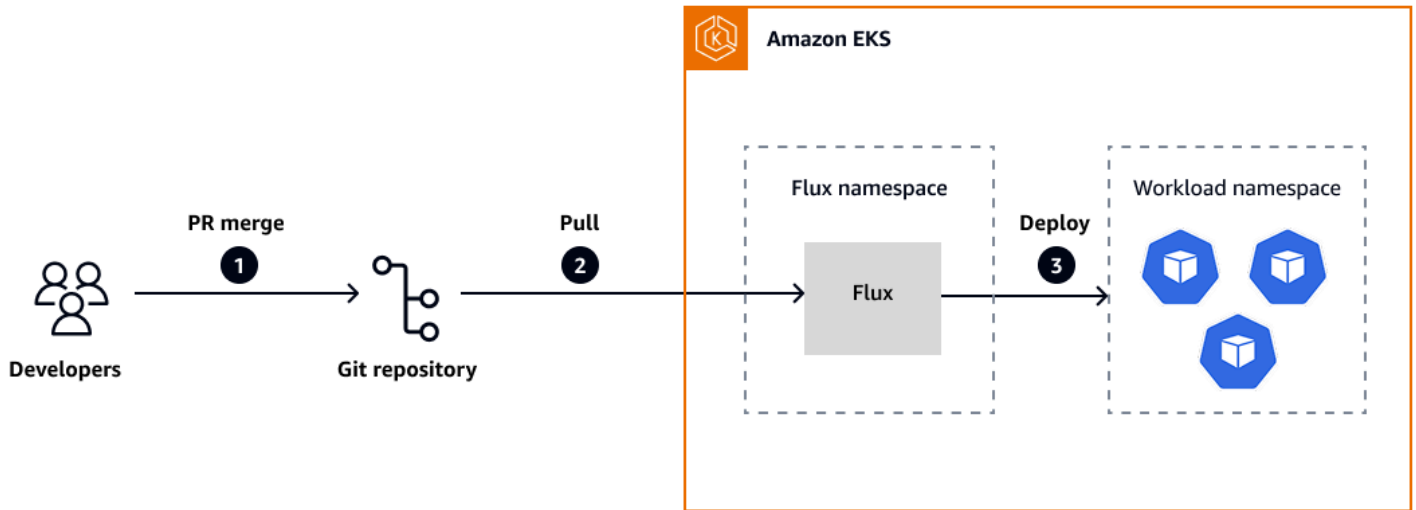 Amazon EKS
Flux namespace
Workload namespace
PR merge
Pull
Deploy
1
2
3
Flux
Developers
Git repository